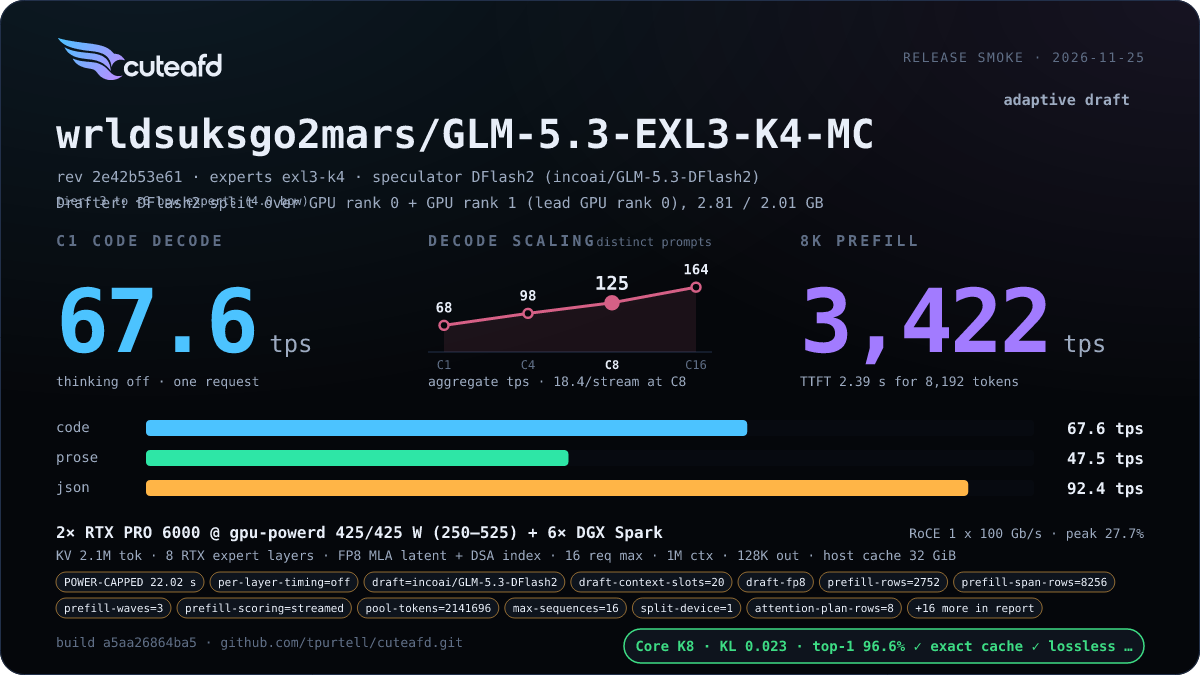 cuteafd
RELEASE SMOKE · 2026-11-25
adaptive draft
wrldsuksgo2mars/GLM-5.3-EXL3-K4-MC
rev 2e42b53e61 · experts exl3-k4 · speculator DFlash2 (incoai/GLM-5.3-DFlash2)
Drafter DFlash2 split over GPU rank 0 + GPU rank 1 (lead GPU rank 0), 2.81 / 2.01 GB
C1 CODE DECODE
67.6 tps
thinking off · one request
DECODE SCALING distinct prompts
68 98 125 164
C1 C4 C8 C16
aggregate tps · 18.4/stream at C8
8K PREFILL
3,422 tps
TTFT 2.39 s for 8,192 tokens
code 67.6 tps
prose 47.5 tps
json 92.4 tps
2× RTX PRO 6000 @ gpu-powerd 425/425 W (250–525) + 6× DGX Spark
RoCE 1 x 100 Gb/s · peak 27.7%
KV 2.1M tok · 8 RTX expert layers · FP8 MLA latent + DSA index · 16 req max · 1M ctx · 128K out · host cache 32 GiB
POWER-CAPPED 22.02 s per-layer-timing=off draft=incoai/GLM-5.3-DFlash2 draft-context-slots=20 draft-fp8 prefill-rows=2752 prefill-span-rows=8256
prefill-waves=3 prefill-scoring=streamed pool-tokens=2141696 max-sequences=16 split-device=1 attention-plan-rows=8 +16 more in report
build a5aa26864ba5 · github.com/tpurtell/cuteafd.git
Core K8 · KL 0.023 · top-1 96.6% ✓ exact cache ✓ lossless …